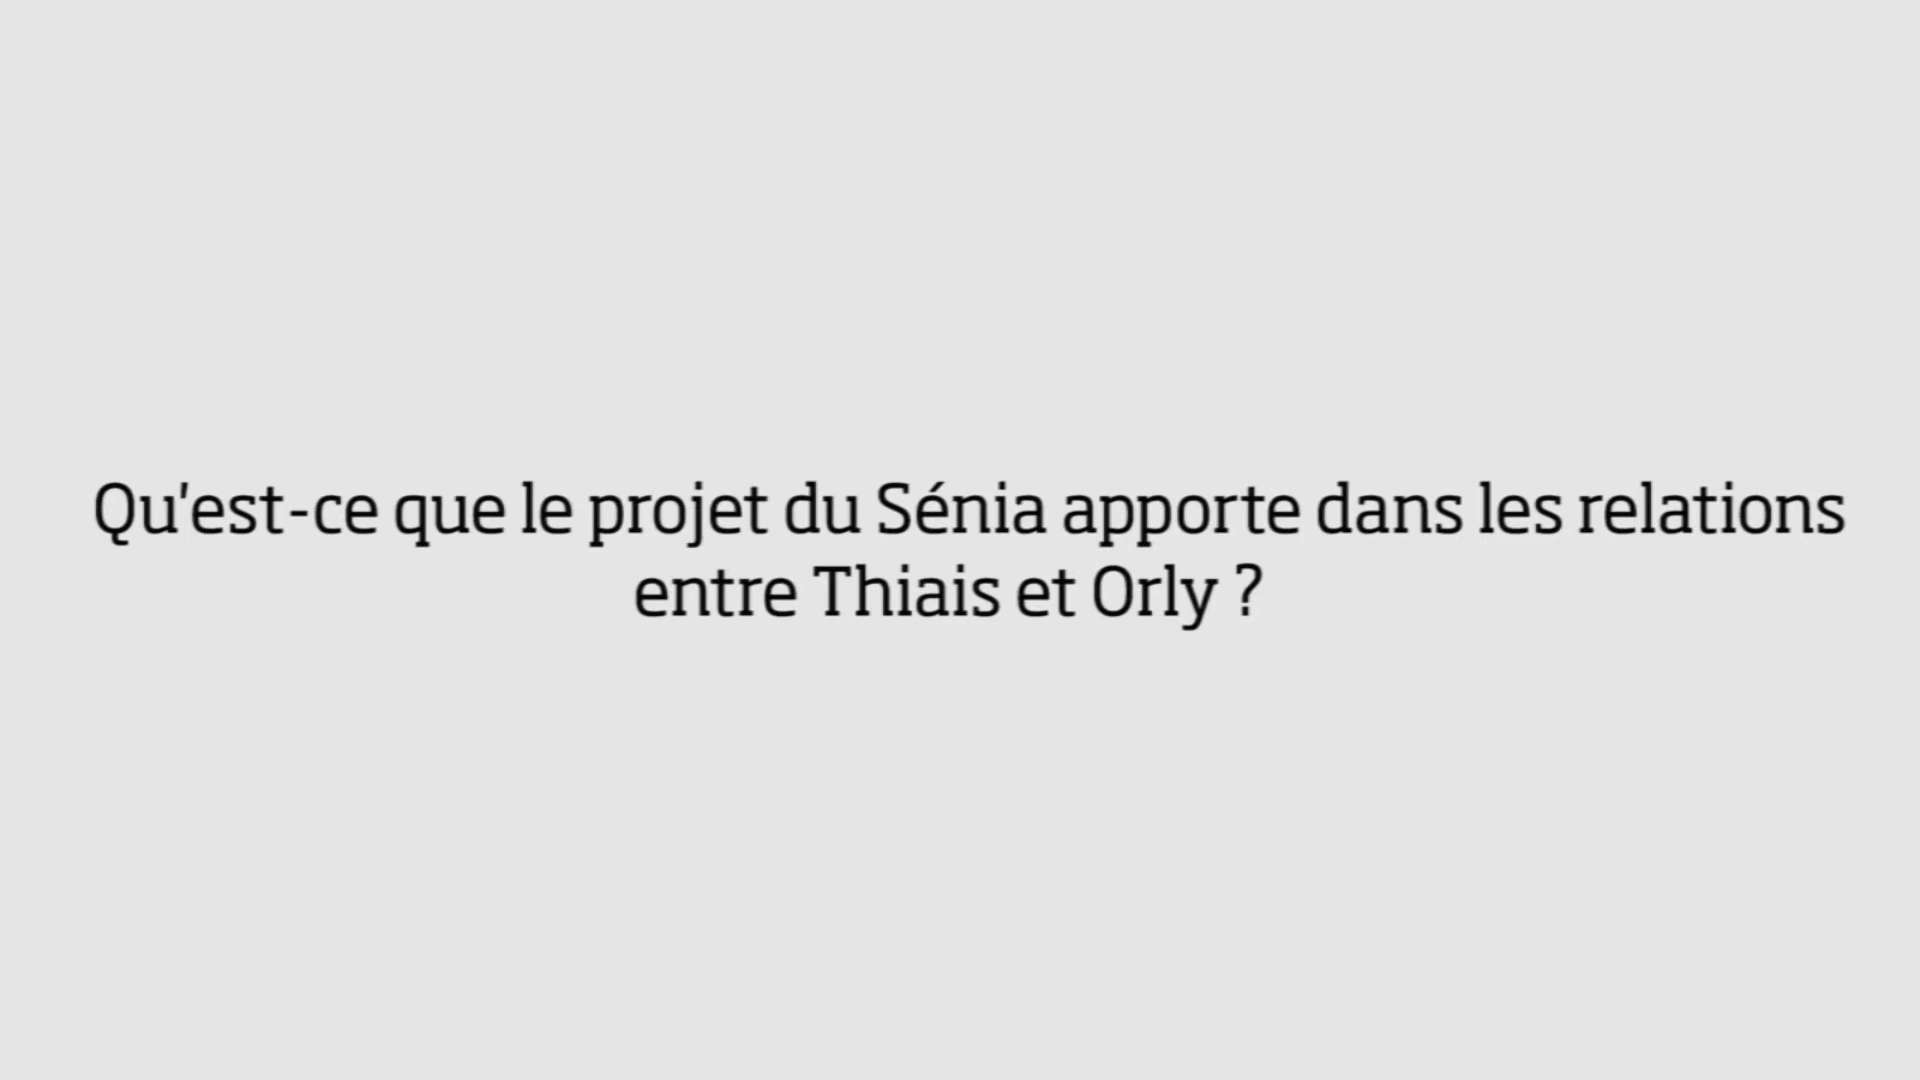 Qu'est-ce que le projet du Sénia apporte dans les relations
entre Thiais et Orly ?